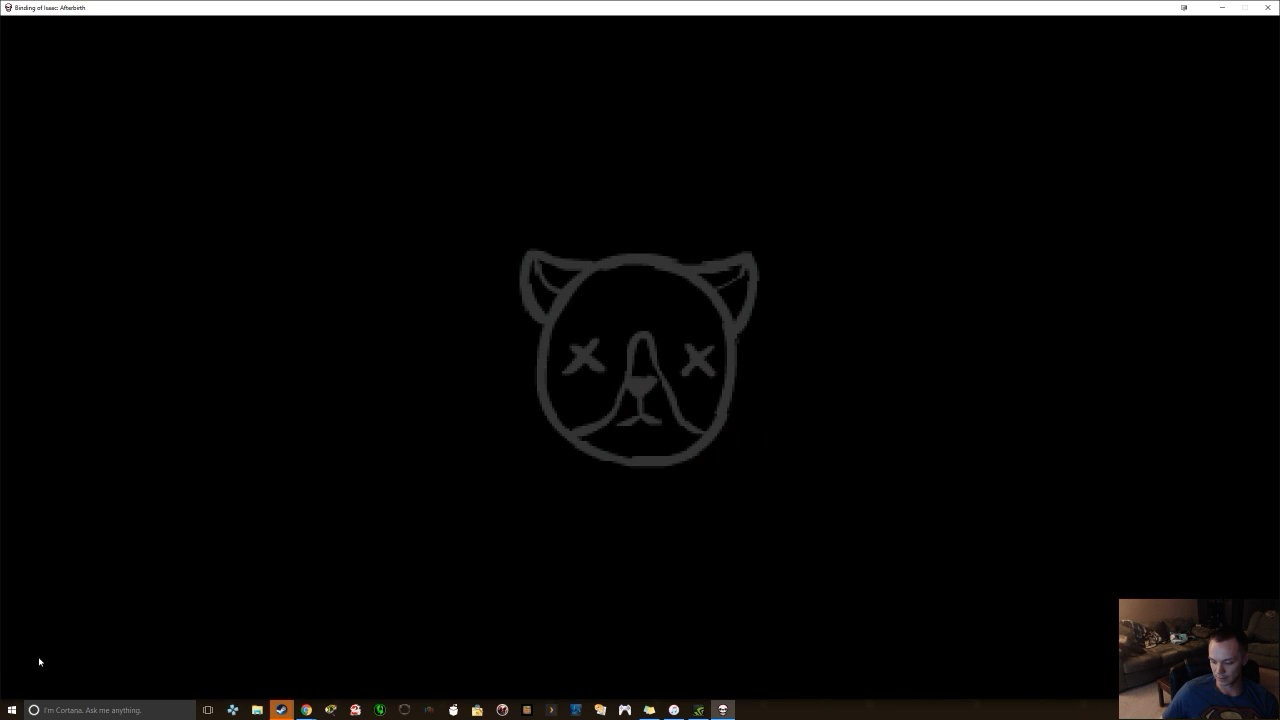 Binding of Isaac: Afterbirth
I'm Cortana. Ask me anything.